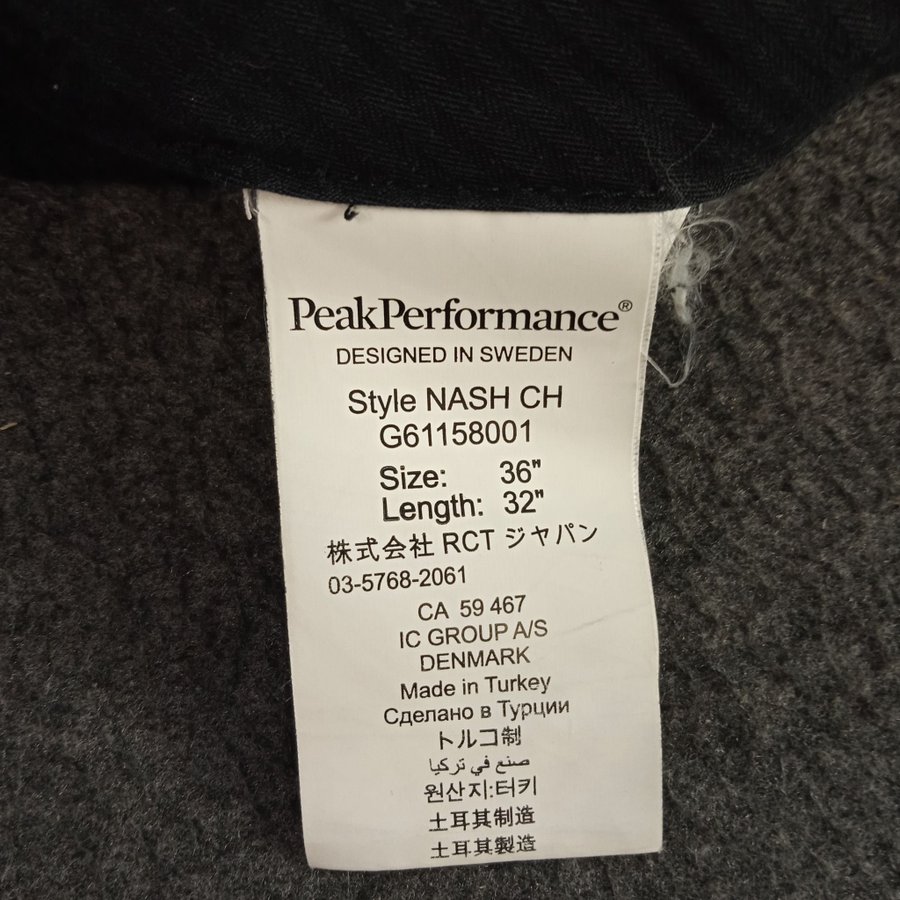 PeakPerformance®
DESIGNED IN SWEDEN
Style NASH CH
G61158001
Size: 36"
Length: 32"
株式会社 RCT ジャパン
03-5768-2061
CA 59 467
IC GROUP A/S
DENMARK
Made in Turkey
Сделано в Турции
トルコ制
صنع في تركيا
원산지:터키
土耳其制造
土耳其製造